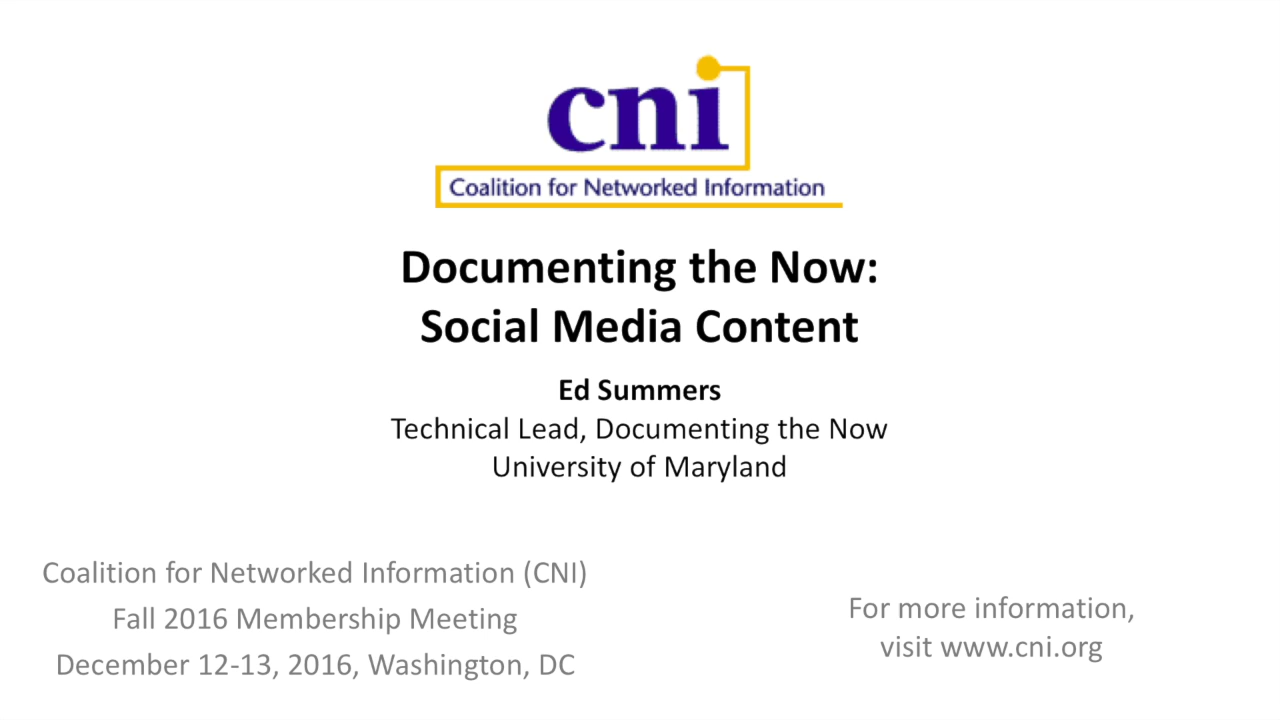 cni
Coalition for Networked Information
Documenting the Now:
Social Media Content
Ed Summers
Technical Lead, Documenting the Now
University of Maryland
Coalition for Networked Information (CNI)
Fall 2016 Membership Meeting
December 12-13, 2016, Washington, DC
For more information,
visit www.cni.org